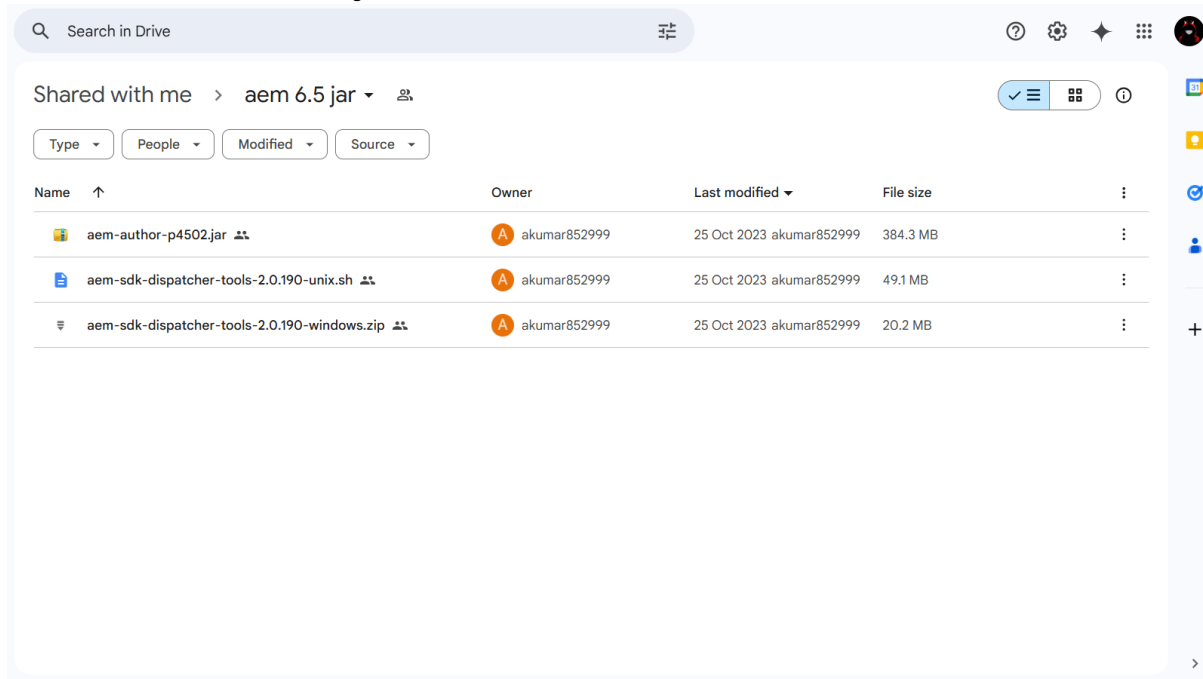 Search in Drive
Shared with me > aem 6.5 jar
Type People Modified Source
Name Owner Last modified File size
aem-author-p4502.jar A akumar852999 25 Oct 2023 akumar852999 384.3 MB
aem-sdk-dispatcher-tools-2.0.190-unix.sh A akumar852999 25 Oct 2023 akumar852999 49.1 MB
aem-sdk-dispatcher-tools-2.0.190-windows.zip A akumar852999 25 Oct 2023 akumar852999 20.2 MB
31